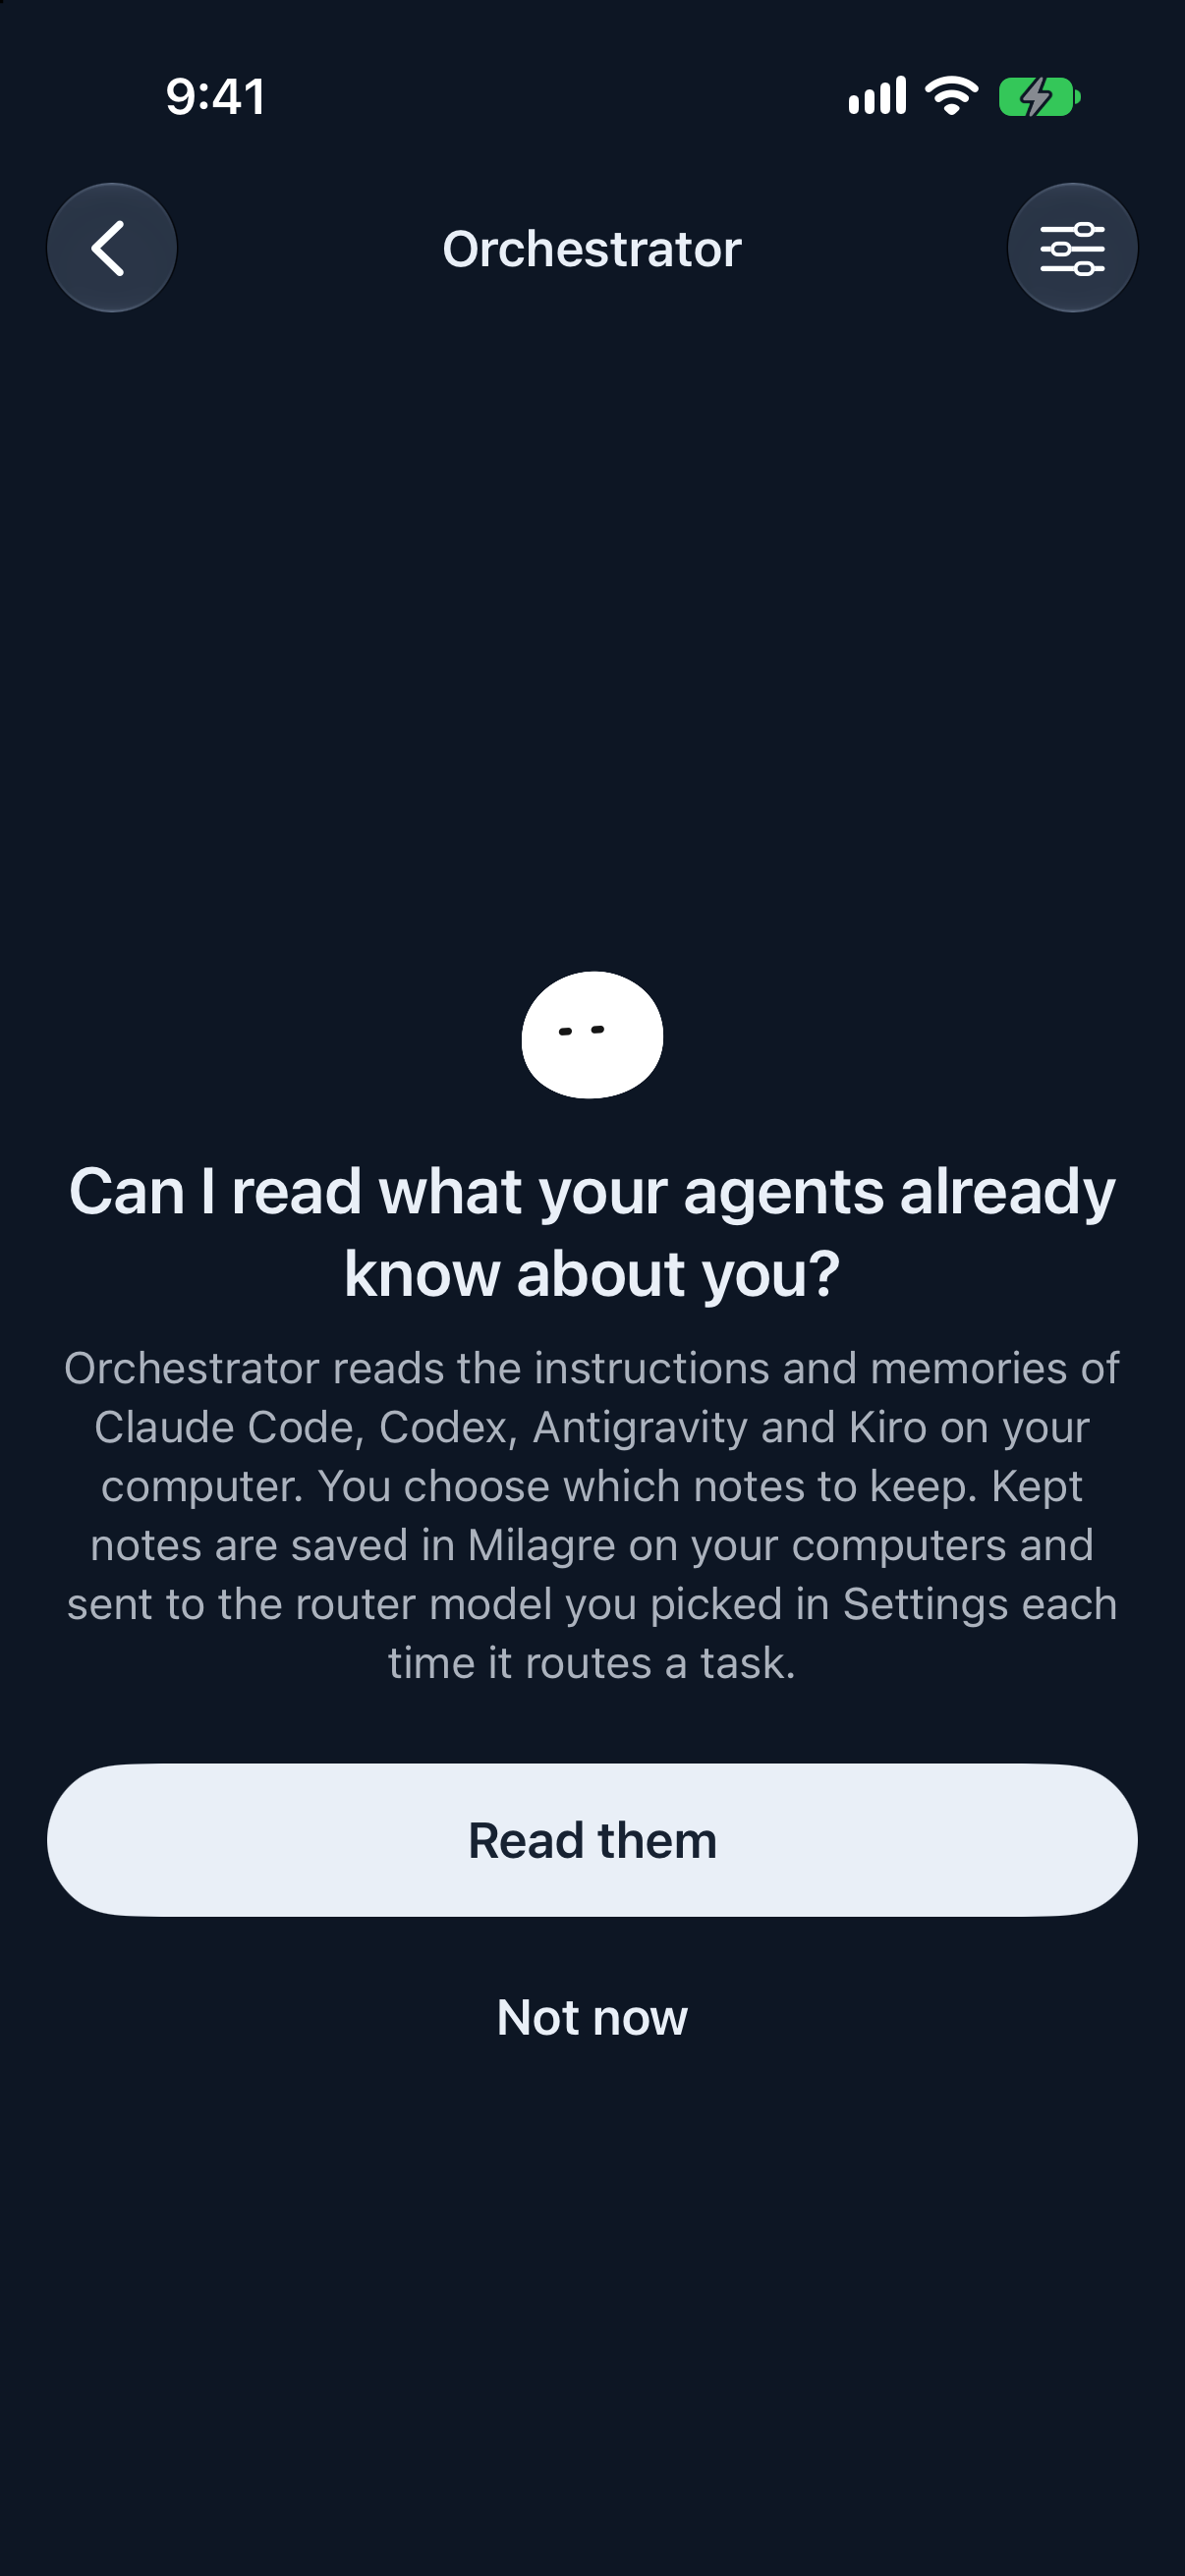 9:41
Orchestrator
Can I read what your agents already
know about you?
Orchestrator reads the instructions and memories of
Claude Code, Codex, Antigravity and Kiro on your
computer. You choose which notes to keep. Kept
notes are saved in Milagre on your computers and
sent to the router model you picked in Settings each
time it routes a task.
Read them
Not now